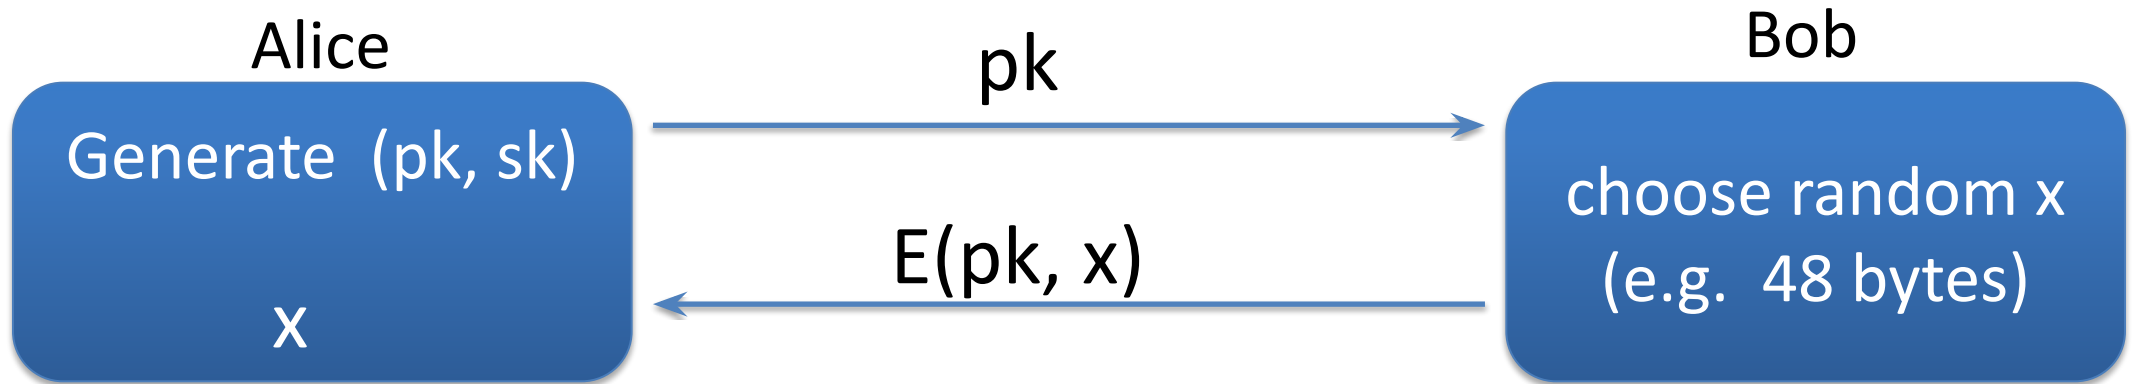 Alice
Generate (pk, sk)
x
pk
E(pk, x)
Bob
choose random x
(e.g. 48 bytes)